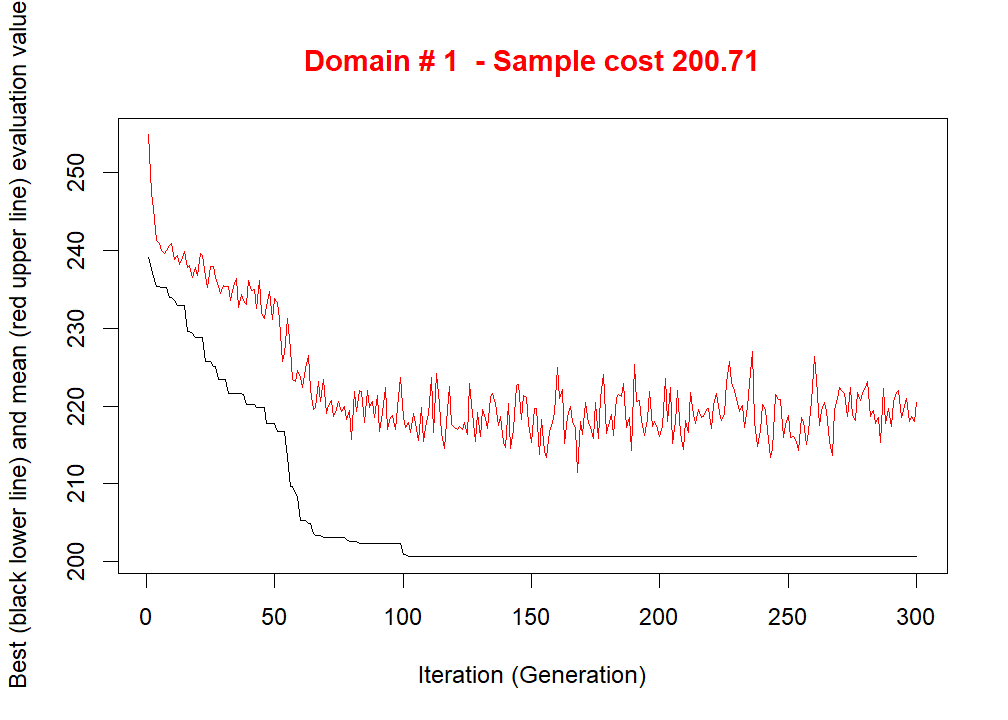 Domain # 1  - Sample cost 200.71
Best (black lower line) and mean (red upper line) evaluation value
250
240
230
220
210
200
0 50 100 150 200 250 300
Iteration (Generation)